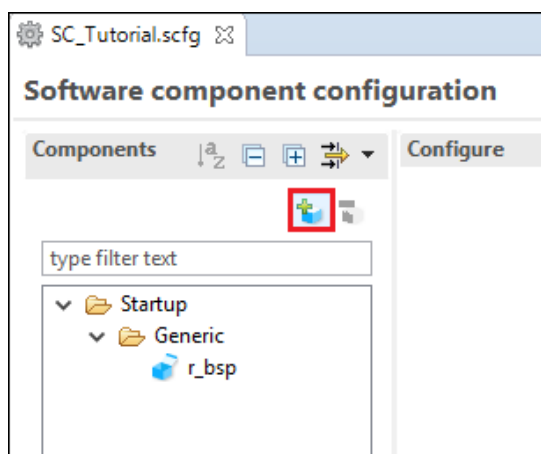 SC_Tutorial.scfg
Software component configuration
Components
Configure
type filter text
Startup
Generic
r_bsp